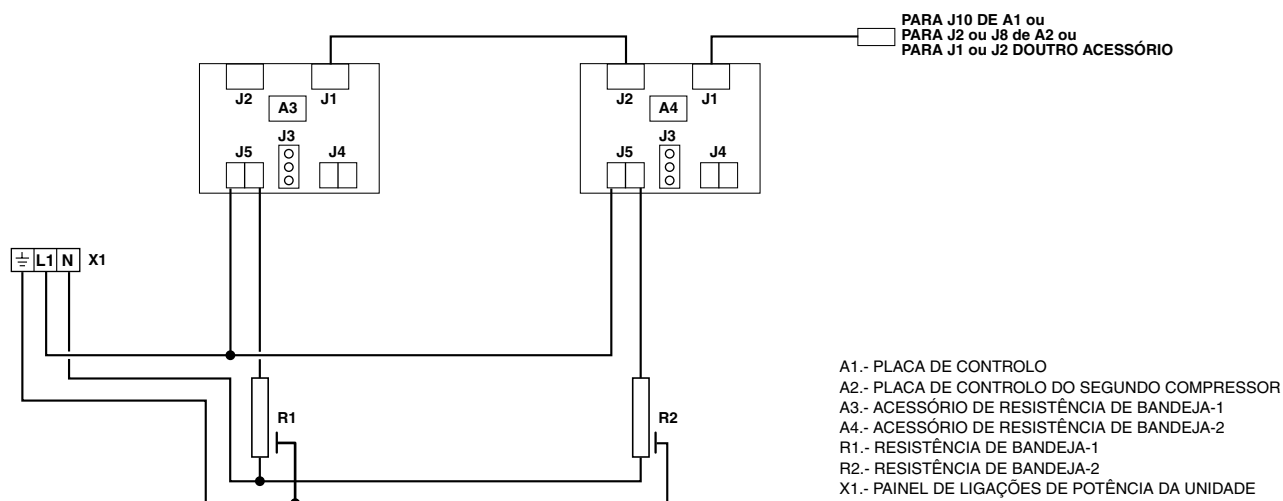 PARA J10 DE A1 ou
PARA J2 ou J8 de A2 ou
PARA J1 ou J2 DOUTRO ACESSÓRIO
J2 J1
A3
J3
J5 J4
J2 J1
A4
J3
J5 J4
L1 N X1
R1
R2
A1.- PLACA DE CONTROLO
A2.- PLACA DE CONTROLO DO SEGUNDO COMPRESSOR
A3.- ACESSÓRIO DE RESISTÊNCIA DE BANDEJA-1
A4.- ACESSÓRIO DE RESISTÊNCIA DE BANDEJA-2
R1.- RESISTÊNCIA DE BANDEJA-1
R2.- RESISTÊNCIA DE BANDEJA-2
X1.- PAINEL DE LIGAÇÕES DE POTÊNCIA DA UNIDADE